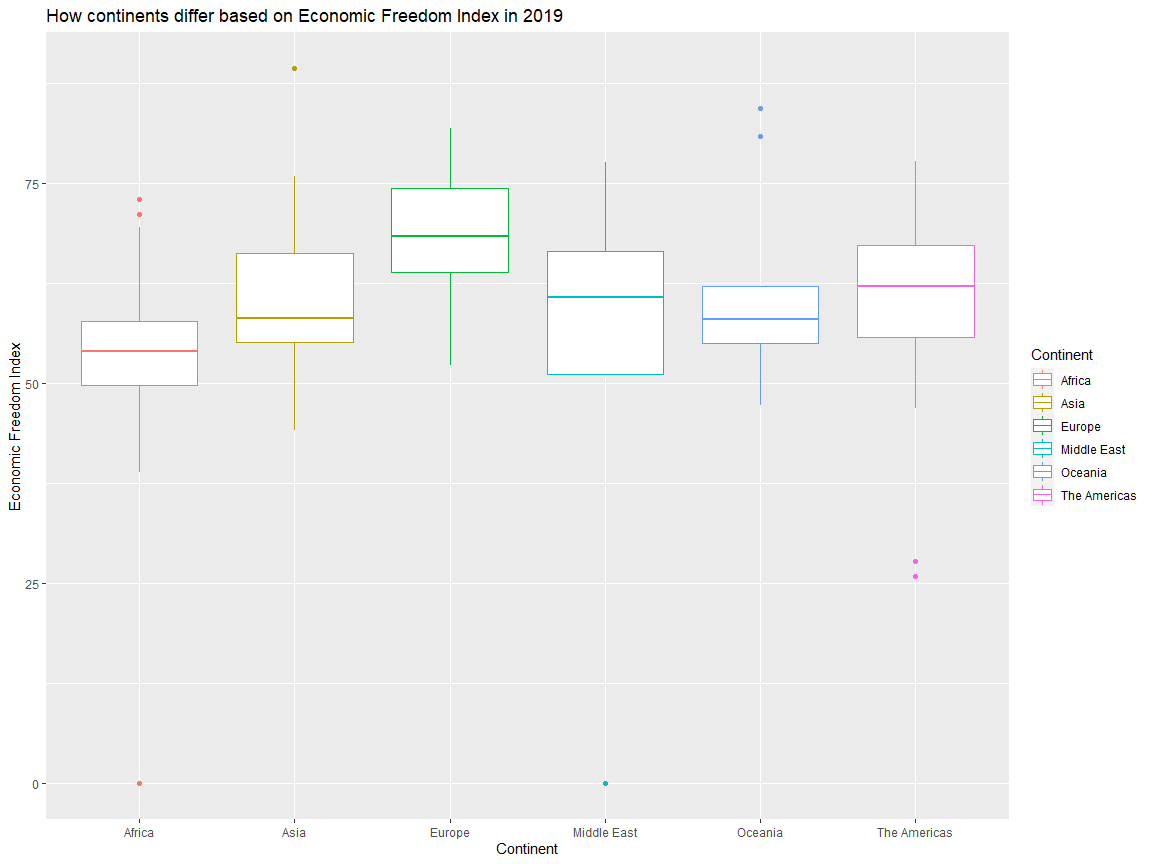 How continents differ based on Economic Freedom Index in 2019
Economic Freedom Index
75
50
25
0
Africa
Asia
Europe
Middle East
Oceania
The Americas
Continent
Continent
Africa
Asia
Europe
Middle East
Oceania
The Americas